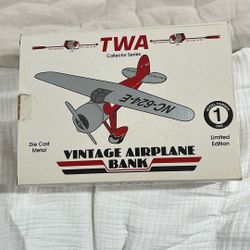 TWA
Collector Series
NC-624-E
1
Die Cast
Metal
Limited
Edition
VINTAGE AIRPLANE
BANK